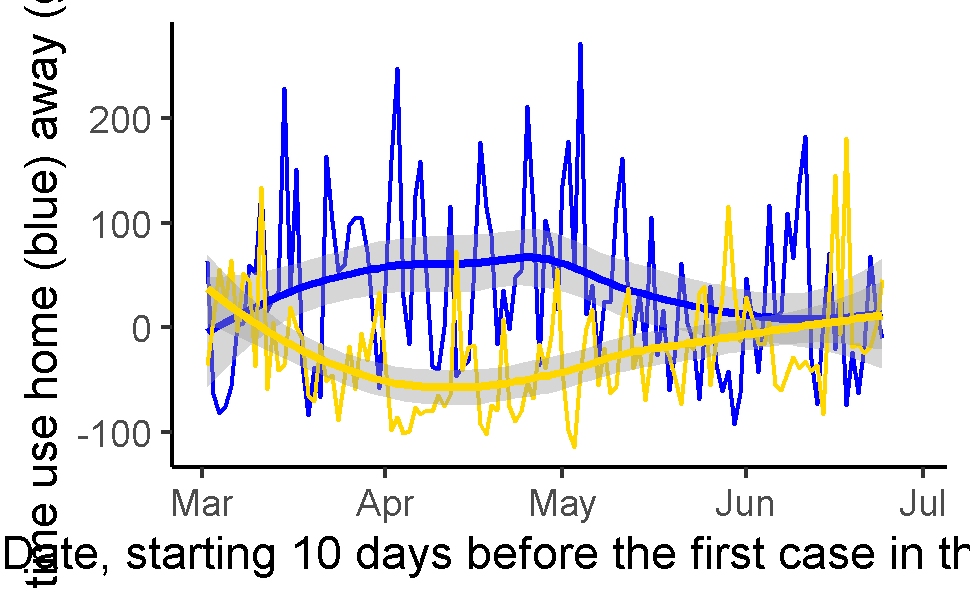 time use home (blue) away (
200
100
0
-100
Mar Apr May Jun Jul
Date, starting 10 days before the first case in